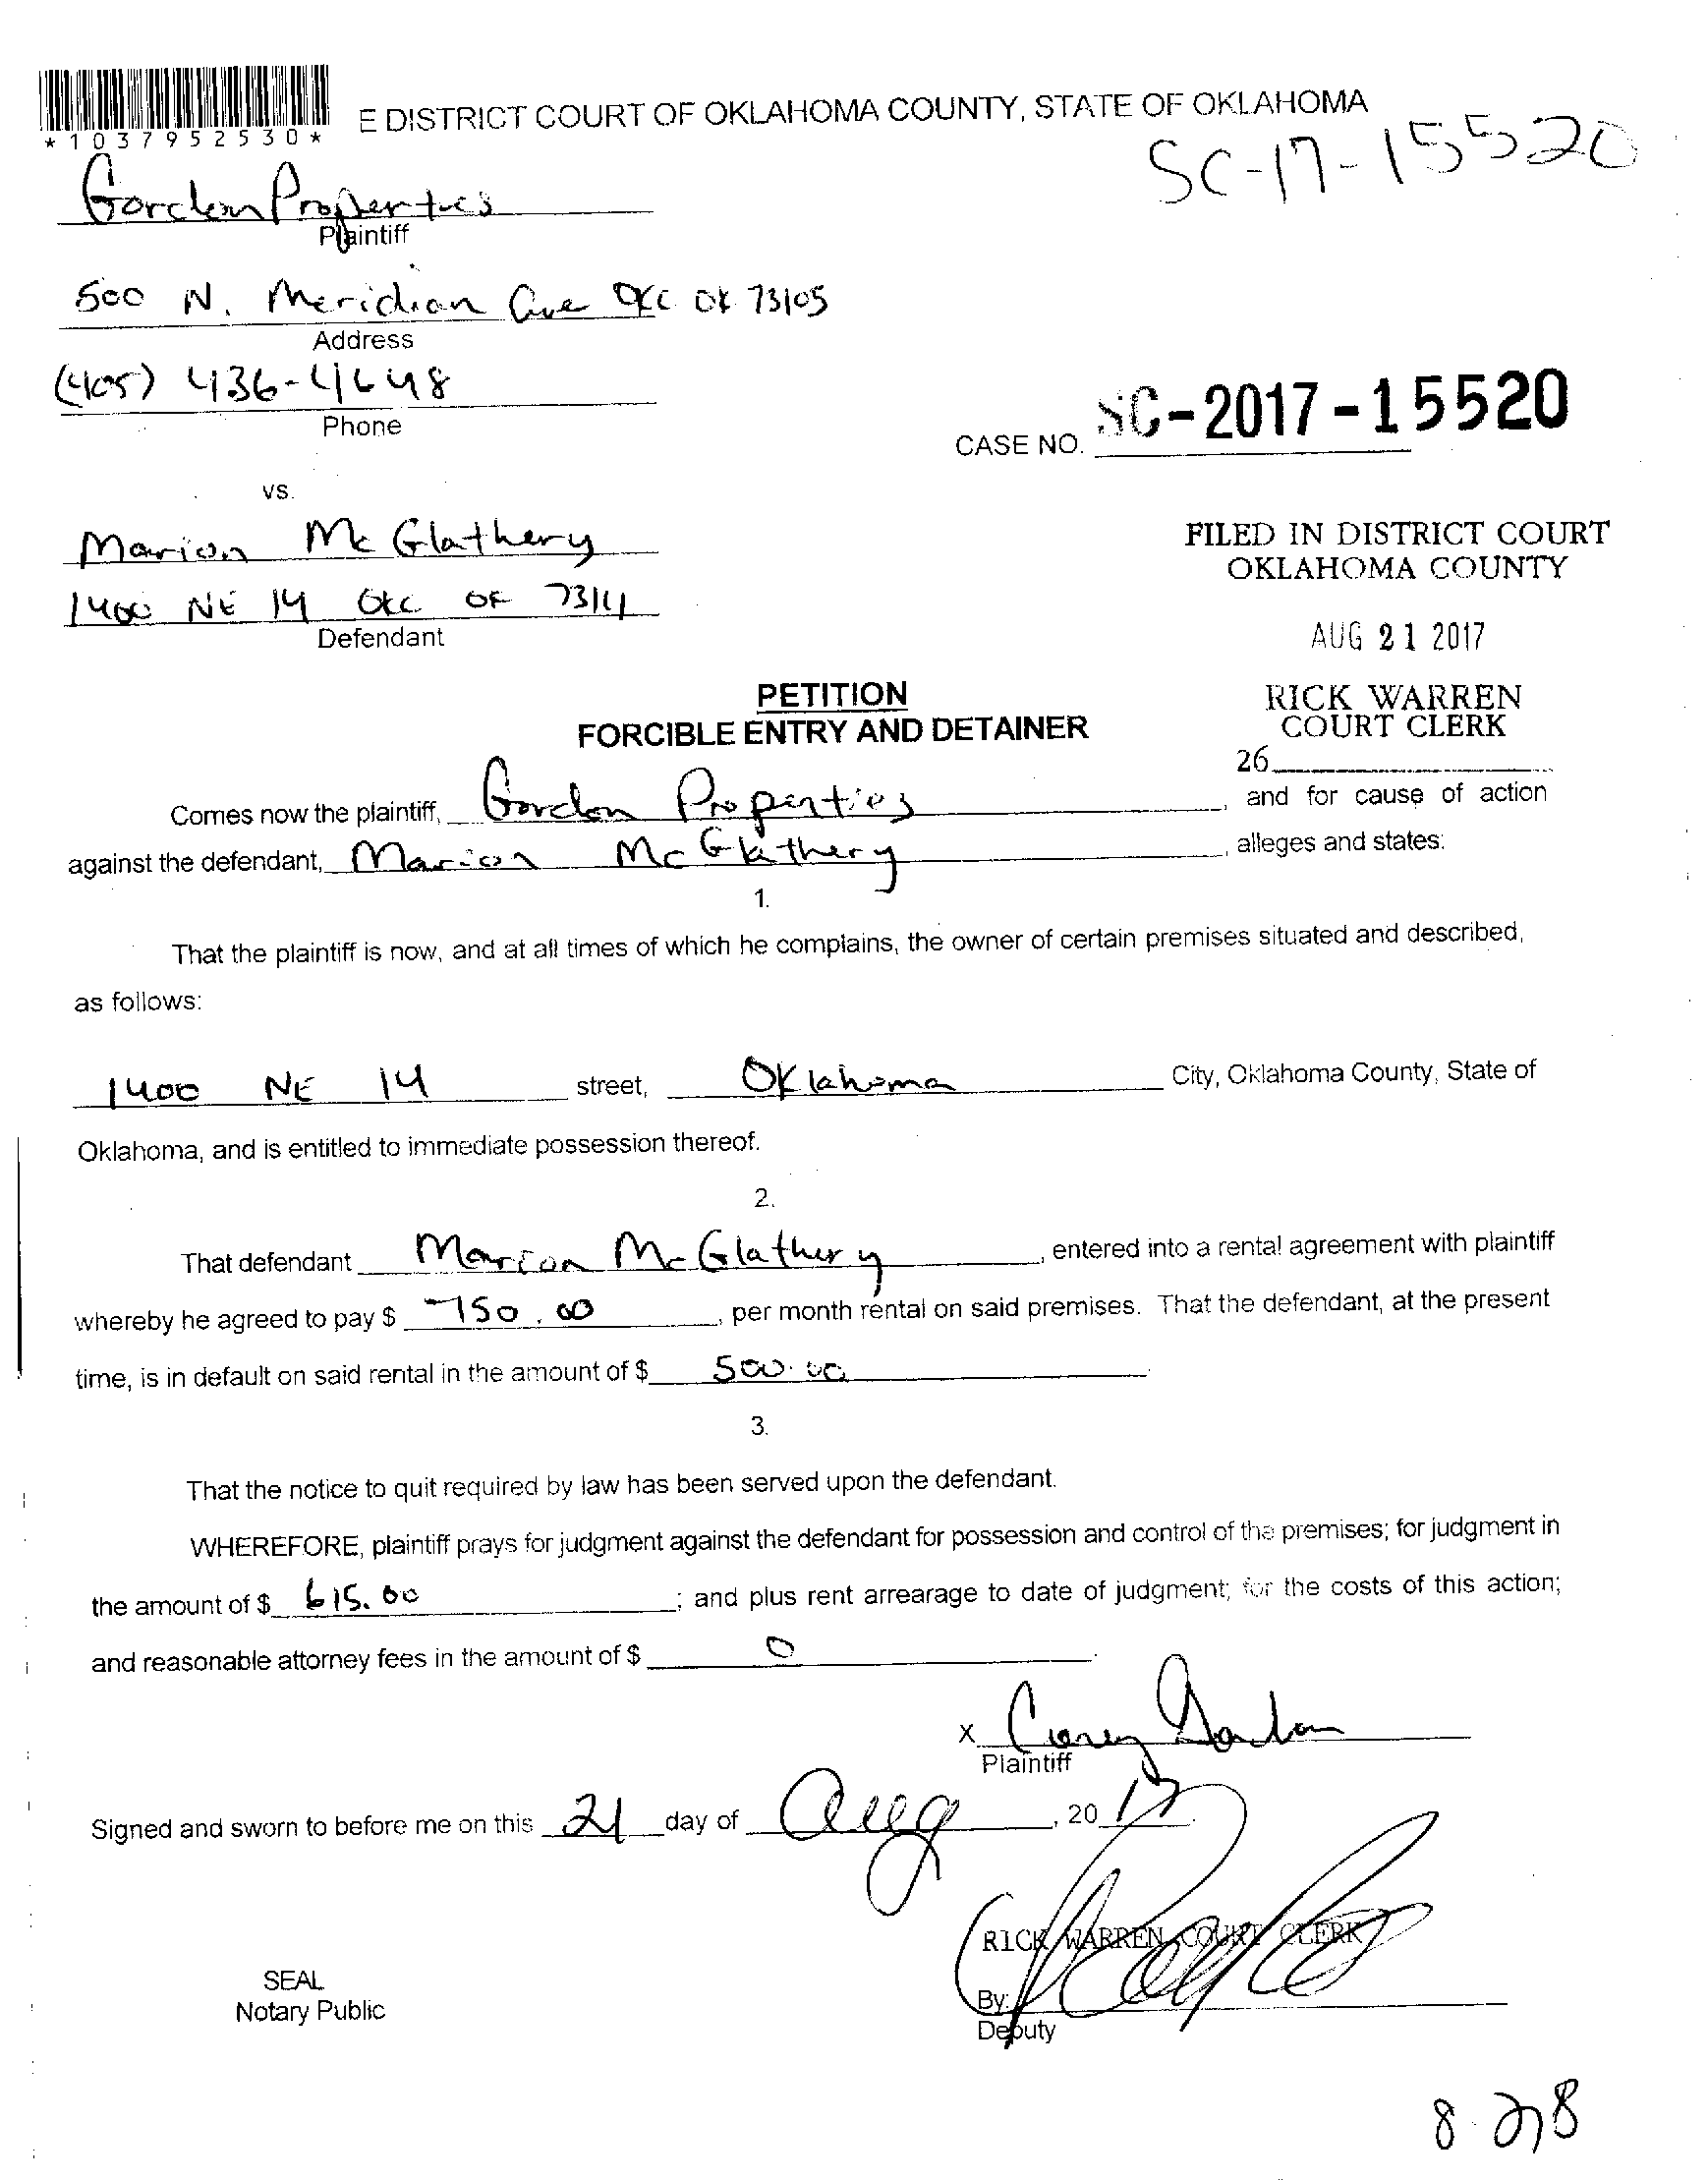 *1037952530*
E DISTRICT COURT OF OKLAHOMA COUNTY, STATE OF OKLAHOMA
SC-17-15520
Gordon Properties
Plaintiff
500 N. Meridian Ave OKC OK 73105
Address
(405) 436-4648
Phone
CASE NO. SC-2017-15520
vs.
Marion McGlathery
1400 NE 14 OKC OK 73111
Defendant
FILED IN DISTRICT COURT
OKLAHOMA COUNTY
AUG 21 2017
RICK WARREN
COURT CLERK
26
PETITION
FORCIBLE ENTRY AND DETAINER
Comes now the plaintiff, Gordon Properties, and for cause of action
against the defendant, Marion McGlathery, alleges and states:
1.
That the plaintiff is now, and at all times of which he complains, the owner of certain premises situated and described,
as follows:
1400 NE 14 street, Oklahoma City, Oklahoma County, State of
Oklahoma, and is entitled to immediate possession thereof.
2.
That defendant Marion McGlathery, entered into a rental agreement with plaintiff
whereby he agreed to pay $ 750.00, per month rental on said premises. That the defendant, at the present
time, is in default on said rental in the amount of $ 500.00
3.
That the notice to quit required by law has been served upon the defendant.
WHEREFORE, plaintiff prays for judgment against the defendant for possession and control of the premises; for judgment in
the amount of $ 615.00; and plus rent arrearage to date of judgment; for the costs of this action;
and reasonable attorney fees in the amount of $ 0
X Corey Gordon
Plaintiff
Signed and sworn to before me on this 21 day of Aug, 2017
RICK WARREN COURT CLERK
SEAL
Notary Public
By:
Deputy